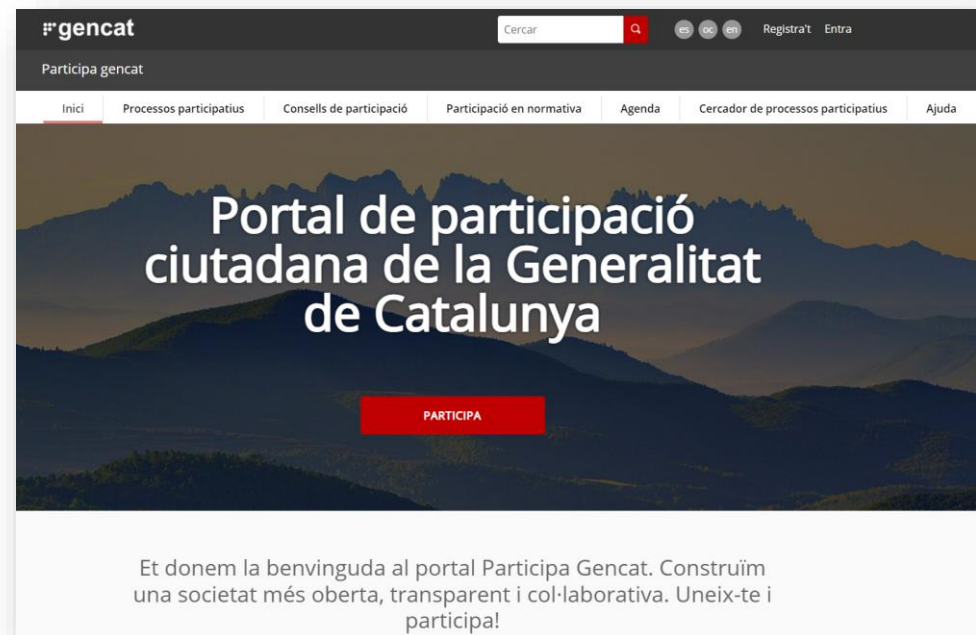 gencat
Cercar
es oc en
Registra't Entra
Participa gencat
Inici Processos participatius Consells de participació Participació en normativa Agenda Cercador de processos participatius Ajuda
Portal de participació
ciutadana de la Generalitat
de Catalunya
PARTICIPA
Et donem la benvinguda al portal Participa Gencat. Construïm
una societat més oberta, transparent i col·laborativa. Uneix-te i
participa!